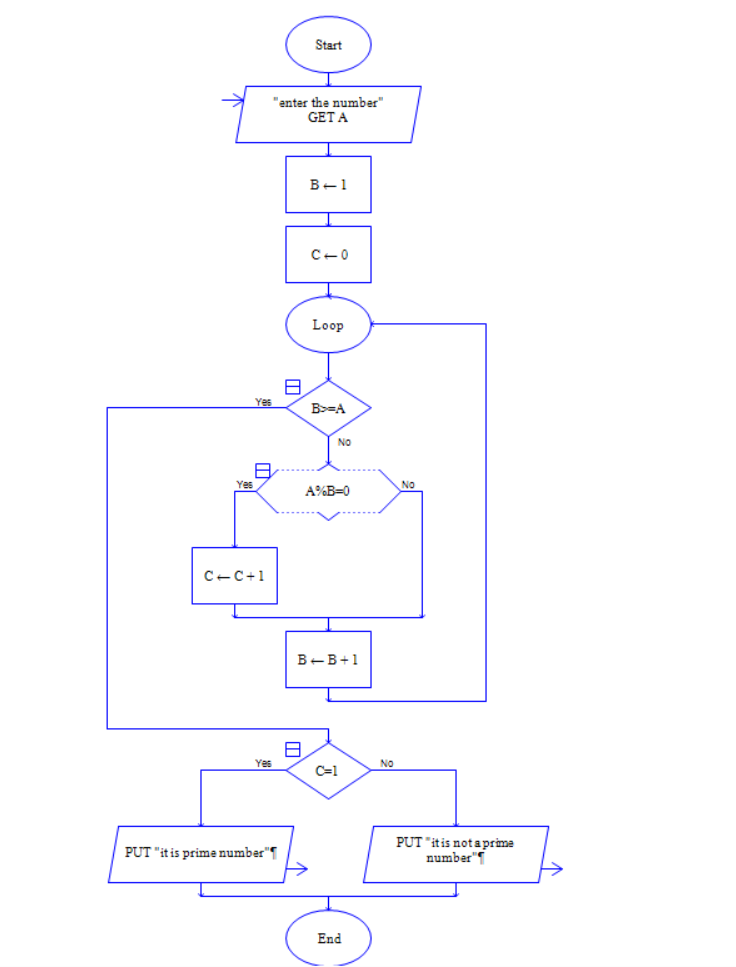 Start
"enter the number"
GET A
B ← 1
C ← 0
Loop
Yes
B>=A
No
Yes
A%B=0
No
C ← C + 1
B ← B + 1
Yes
C=1
No
PUT "it is prime number"¶
PUT "it is not a prime
number"¶
End